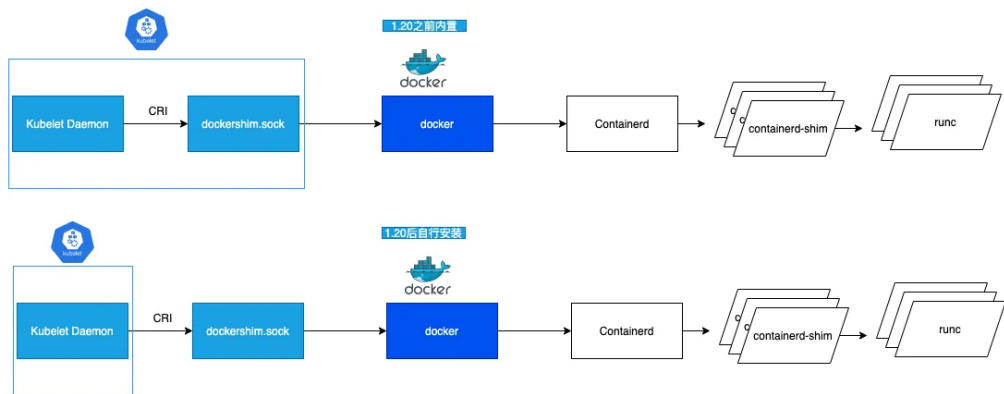 1.20之前内置
kubelet
docker
Kubelet Daemon
CRI
dockershim.sock
docker
Containerd
containerd-shim
runc
1.20后自行安装
kubelet
docker
Kubelet Daemon
CRI
dockershim.sock
docker
Containerd
containerd-shim
runc